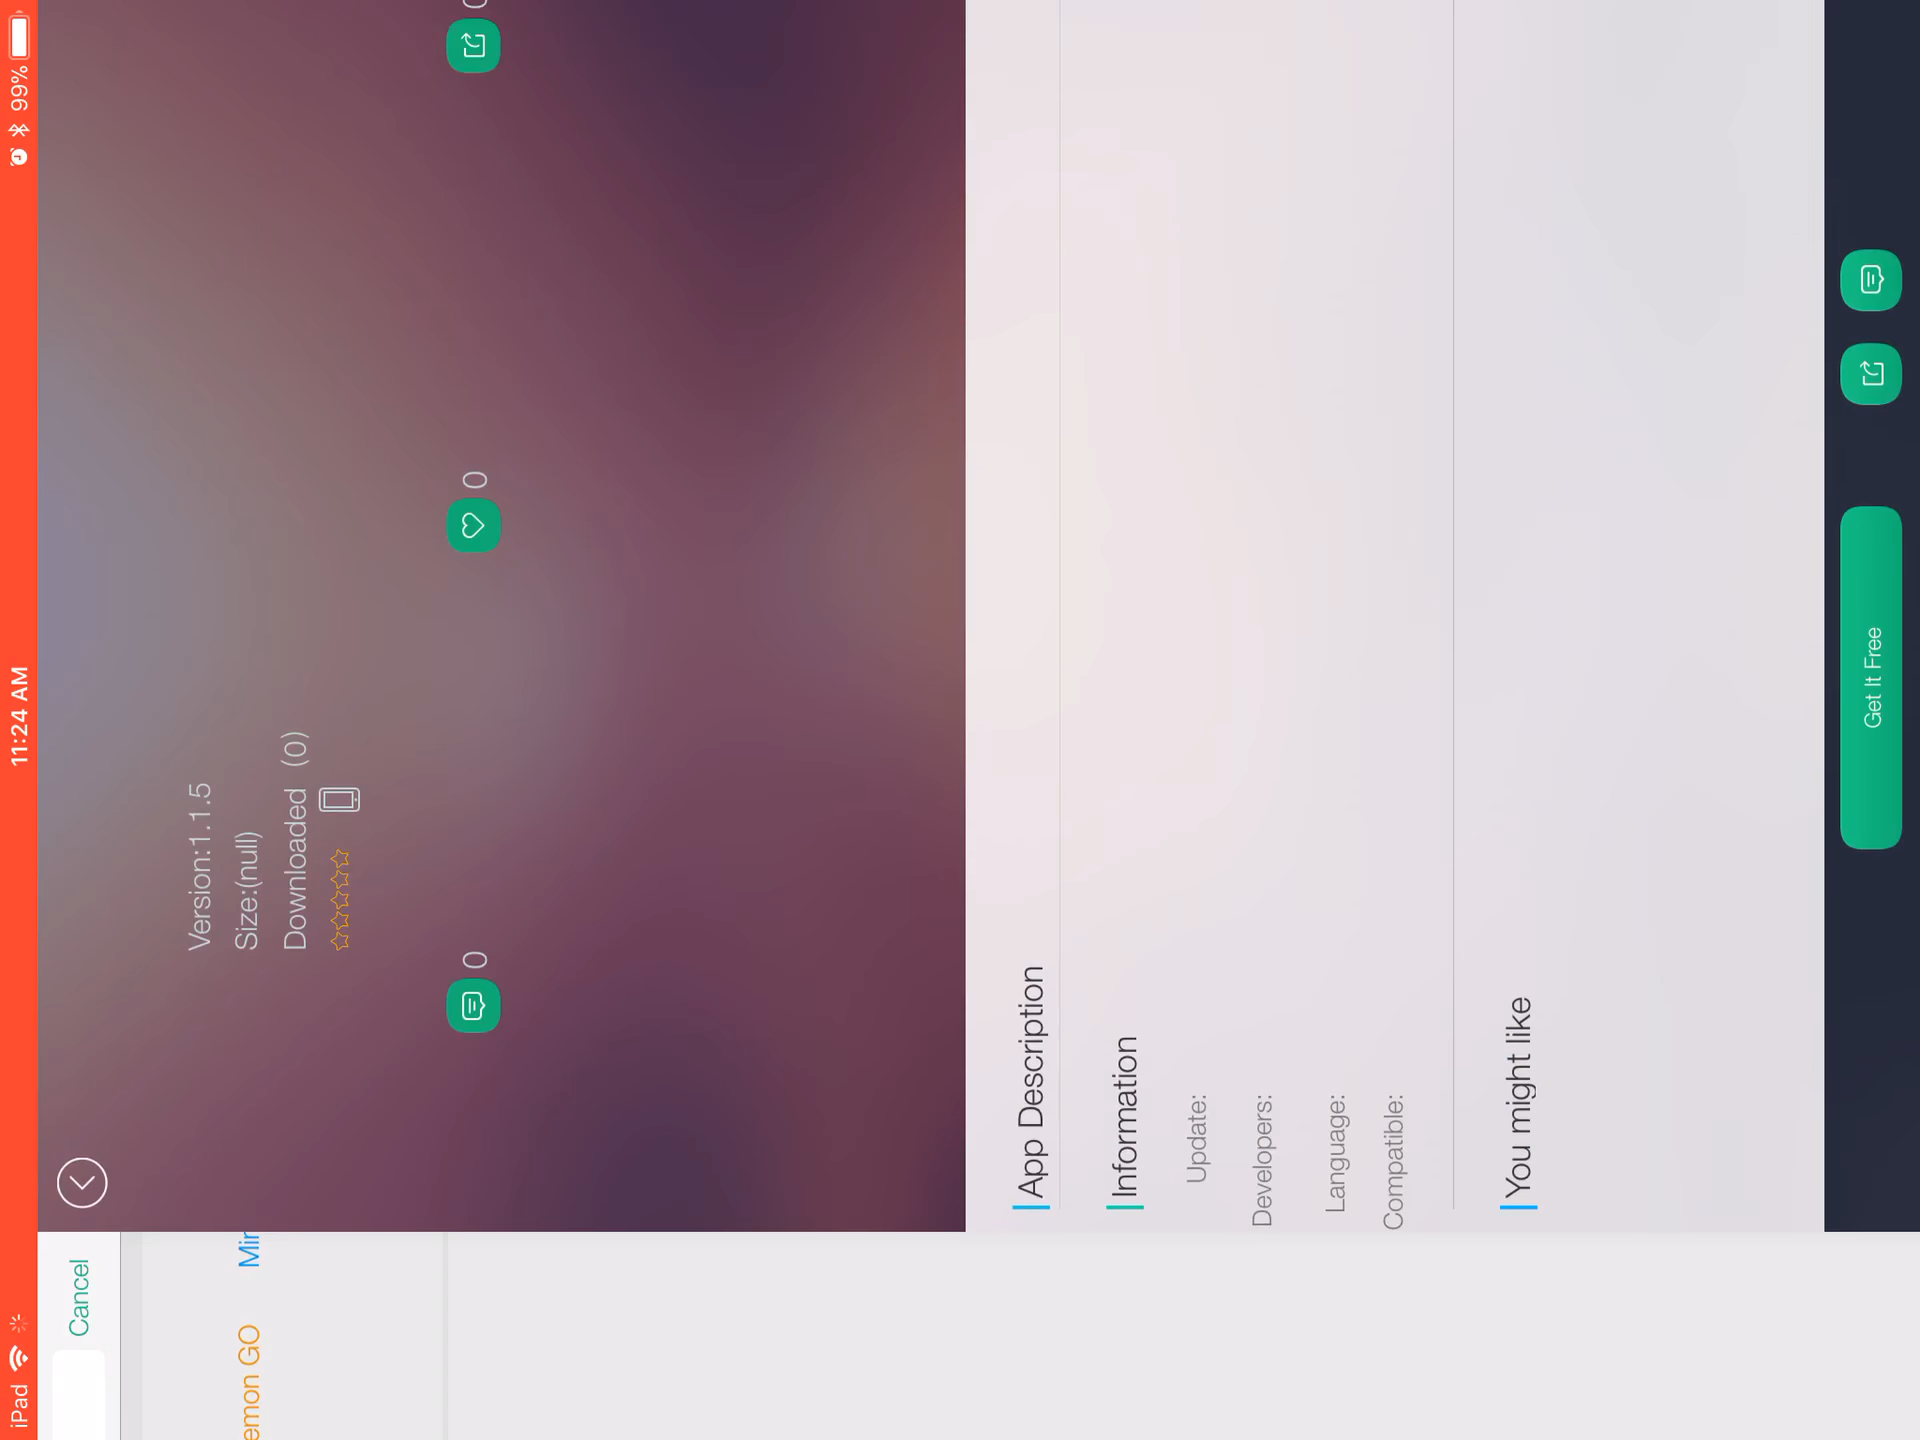 iPad 11:24 AM 99%
Cancel
emon GO
Version:1.1.5
Size:(null)
Downloaded (0)
0 0
App Description
Information
Update:
Developers:
Language:
Compatible:
You might like
Get It Free